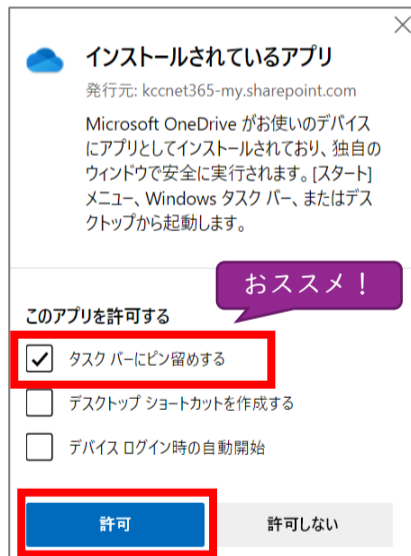 インストールされているアプリ
発行元: kccnet365-my.sharepoint.com
Microsoft OneDrive がお使いのデバイス
にアプリとしてインストールされており、独自の
ウィンドウで安全に実行されます。[スタート]
メニュー、Windows タスク バー、またはデス
クトップから起動します。
おススメ！
このアプリを許可する
タスク バーにピン留めする
デスクトップ ショートカットを作成する
デバイス ログイン時の自動開始
許可
許可しない